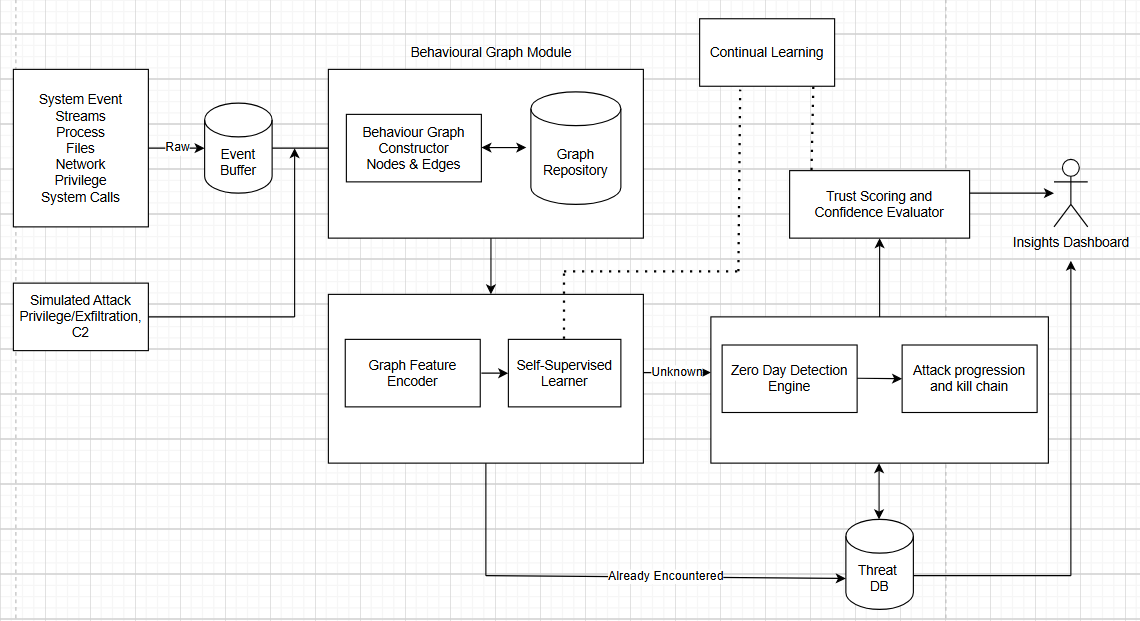 Behavioural Graph Module
Continual Learning
System Event
Streams
Process
Files
Network
Privilege
System Calls
Raw
Event
Buffer
Behaviour Graph
Constructor
Nodes & Edges
Graph
Repository
Trust Scoring and
Confidence Evaluator
Insights Dashboard
Simulated Attack
Privilege/Exfiltration,
C2
Graph Feature
Encoder
Self-Supervised
Learner
Unknown
Zero Day Detection
Engine
Attack progression
and kill chain
Already Encountered
Threat
DB